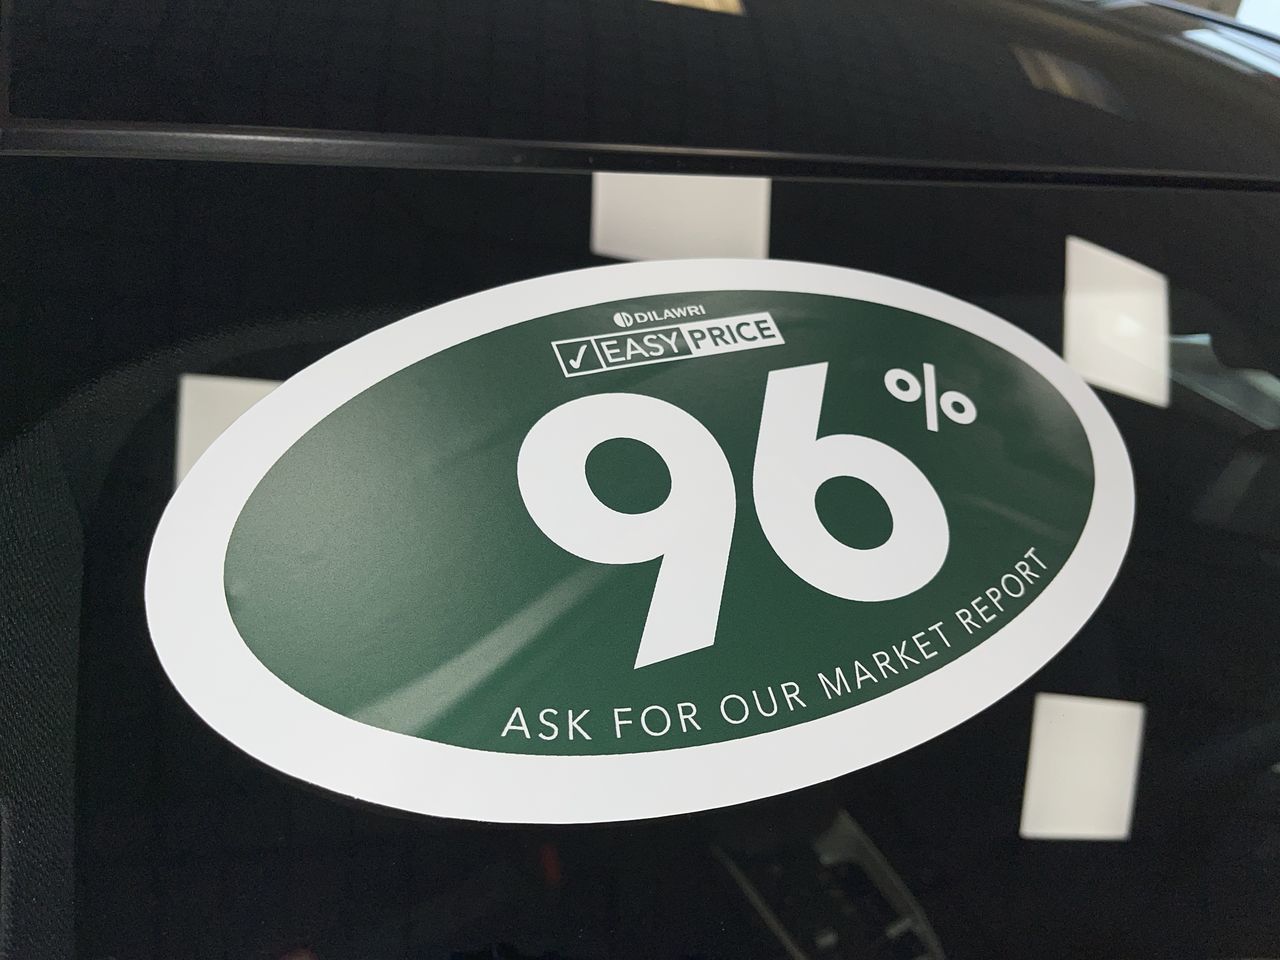 DILAWRI
✓ EASY PRICE
96%
ASK FOR OUR MARKET REPORT